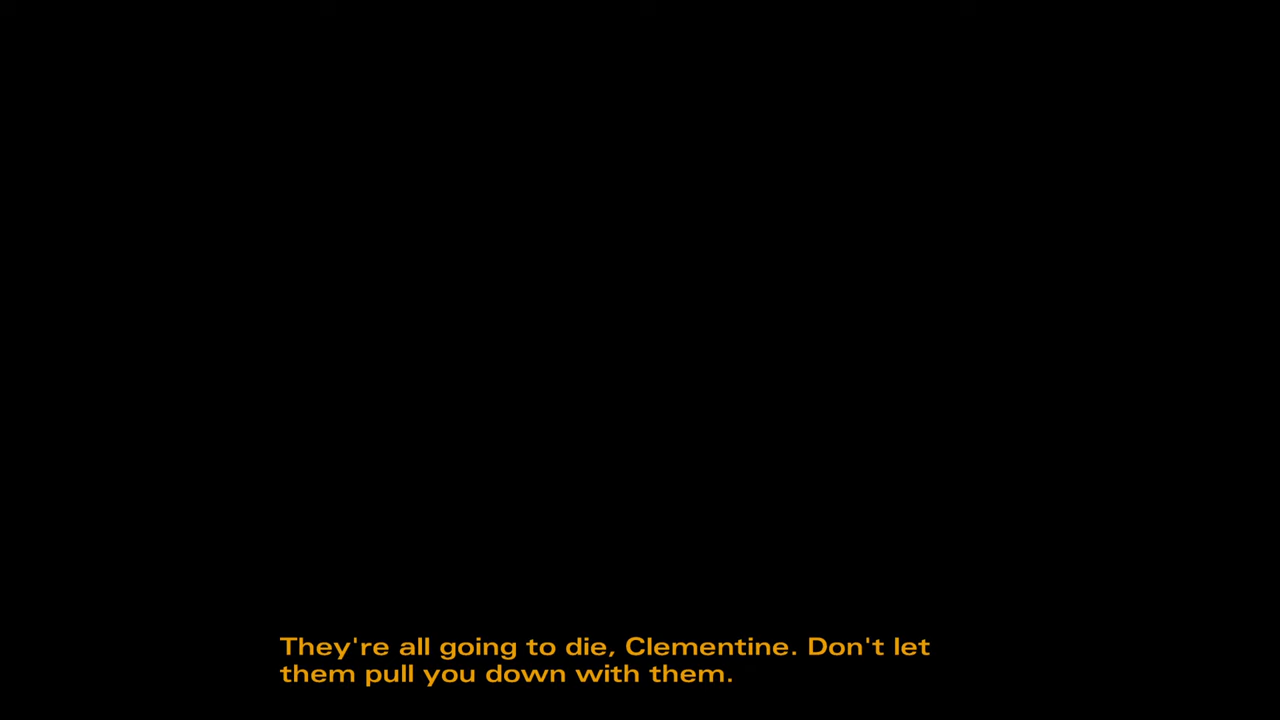 They're all going to die, Clementine. Don't let
them pull you down with them.